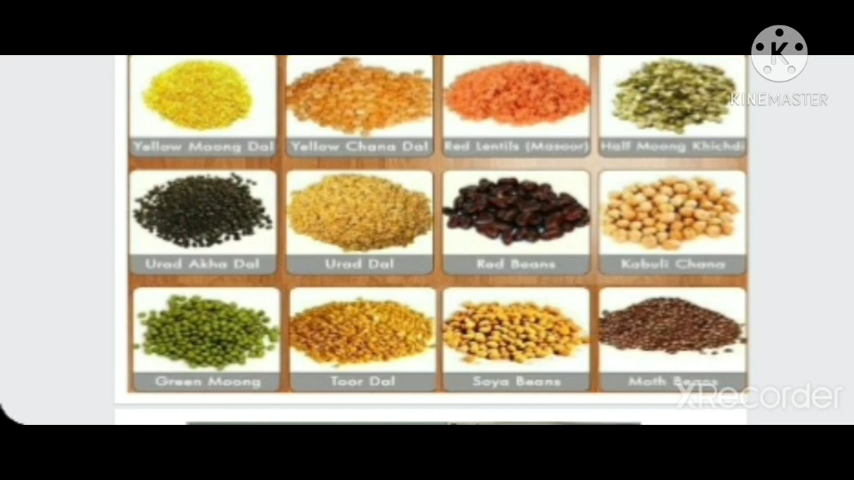 KINEMASTER
Yellow Moong Dal
Yellow Chana Dal
Red Lentils (Masoor)
Half Moong Khichdi
Urad Akha Dal
Urad Dal
Red Beans
Kabuli Chana
Green Moong
Toor Dal
Soya Beans
Moth Beans
XRecorder